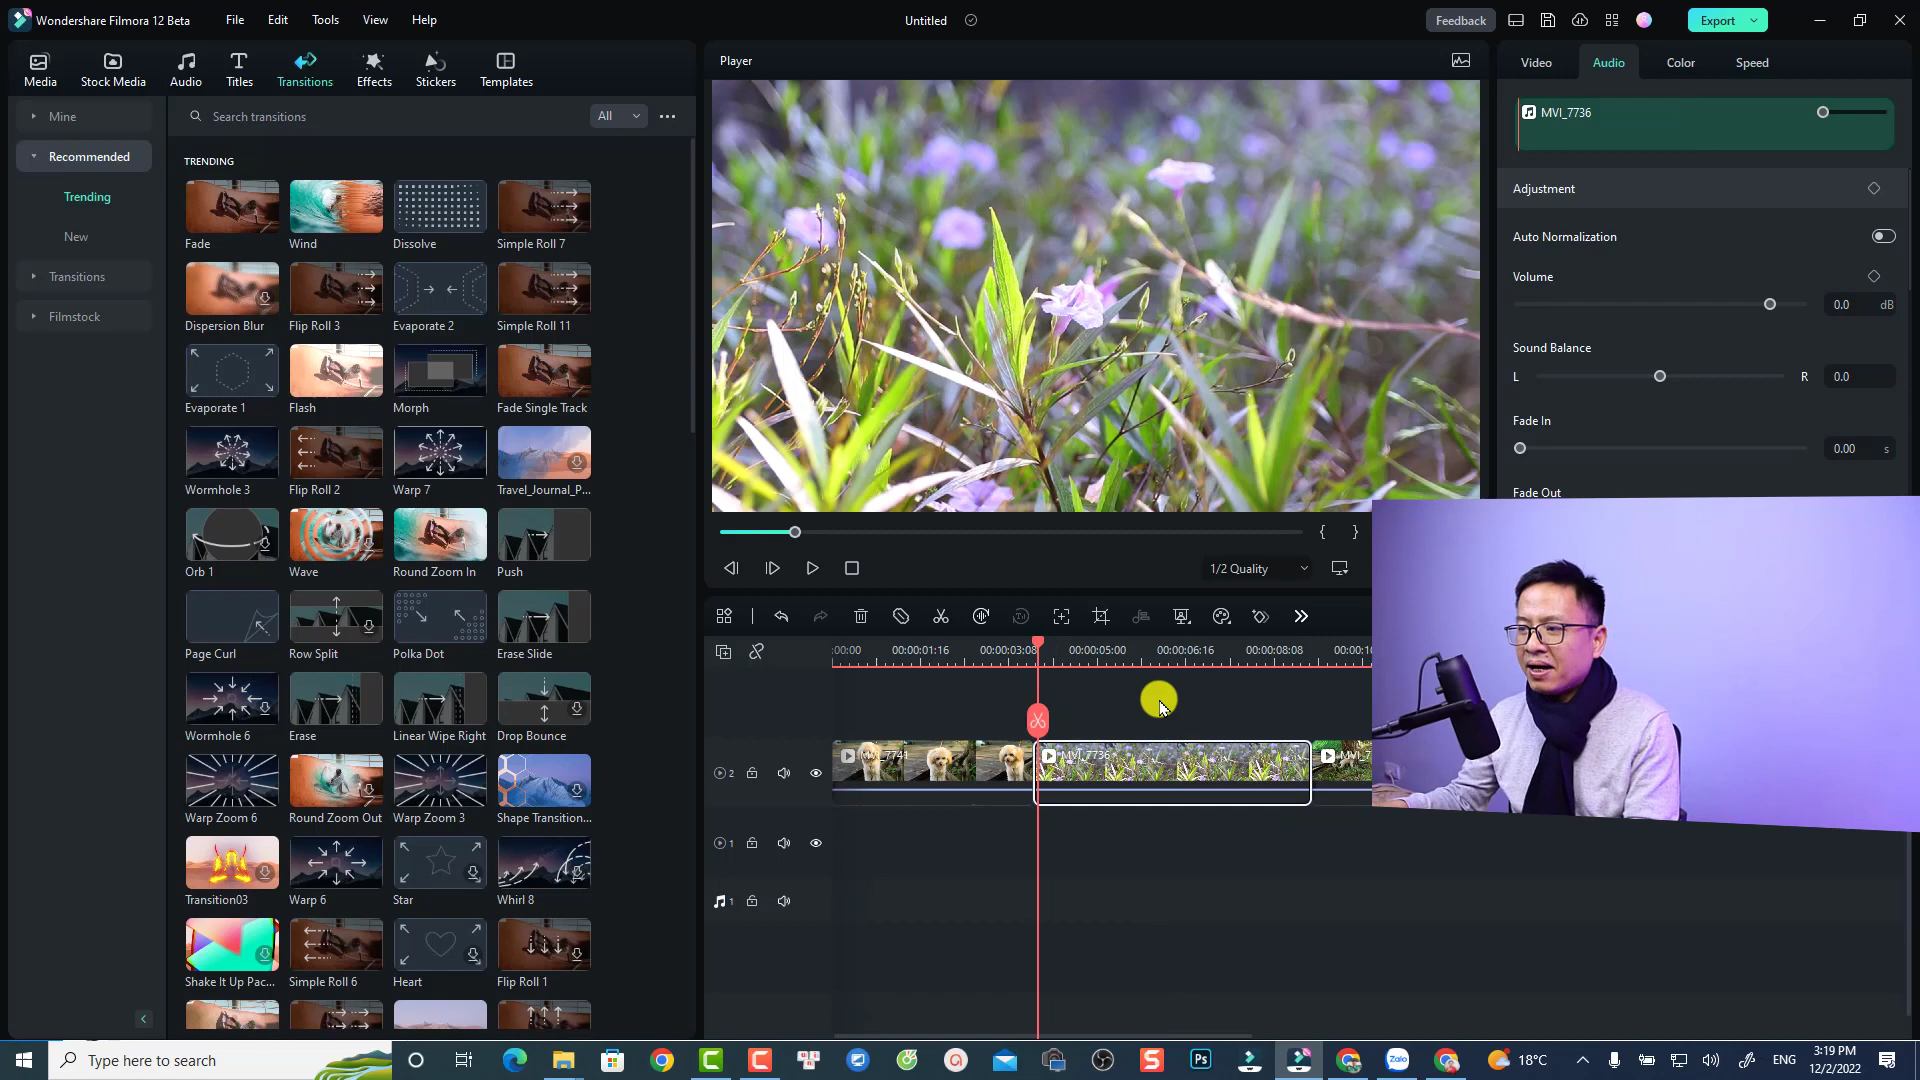 Wondershare Filmora 12 Beta
File
Edit
Tools
View
Help
Untitled
Feedback
Export
Media
Stock Media
Audio
Titles
Transitions
Effects
Stickers
Templates
Player
Video
Audio
Color
Speed
Mine
Recommended
Trending
New
Transitions
Filmstock
Search transitions
All
TRENDING
Fade
Wind
Dissolve
Simple Roll 7
Dispersion Blur
Flip Roll 3
Evaporate 2
Simple Roll 11
Evaporate 1
Flash
Morph
Fade Single Track
Wormhole 3
Flip Roll 2
Warp 7
Travel_Journal_P...
Orb 1
Wave
Round Zoom In
Push
Page Curl
Row Split
Polka Dot
Erase Slide
Wormhole 6
Erase
Linear Wipe Right
Drop Bounce
Warp Zoom 6
Round Zoom Out
Warp Zoom 3
Shape Transition...
Transition03
Warp 6
Star
Whirl 8
Shake It Up Pac...
Simple Roll 6
Heart
Flip Roll 1
MVI_7736
Adjustment
Auto Normalization
Volume
0.0 dB
Sound Balance
L
R
0.0
Fade In
0.00 s
Fade Out
{ }
1/2 Quality
:00:00
00:00:01:16
00:00:03:08
00:00:05:00
00:00:06:16
00:00:08:08
00:00:10
MVI_7741
MVI_7736
MVI_7
2
1
1
Type here to search
Ps
Zalo
18°C
ENG
3:19 PM
12/2/2022